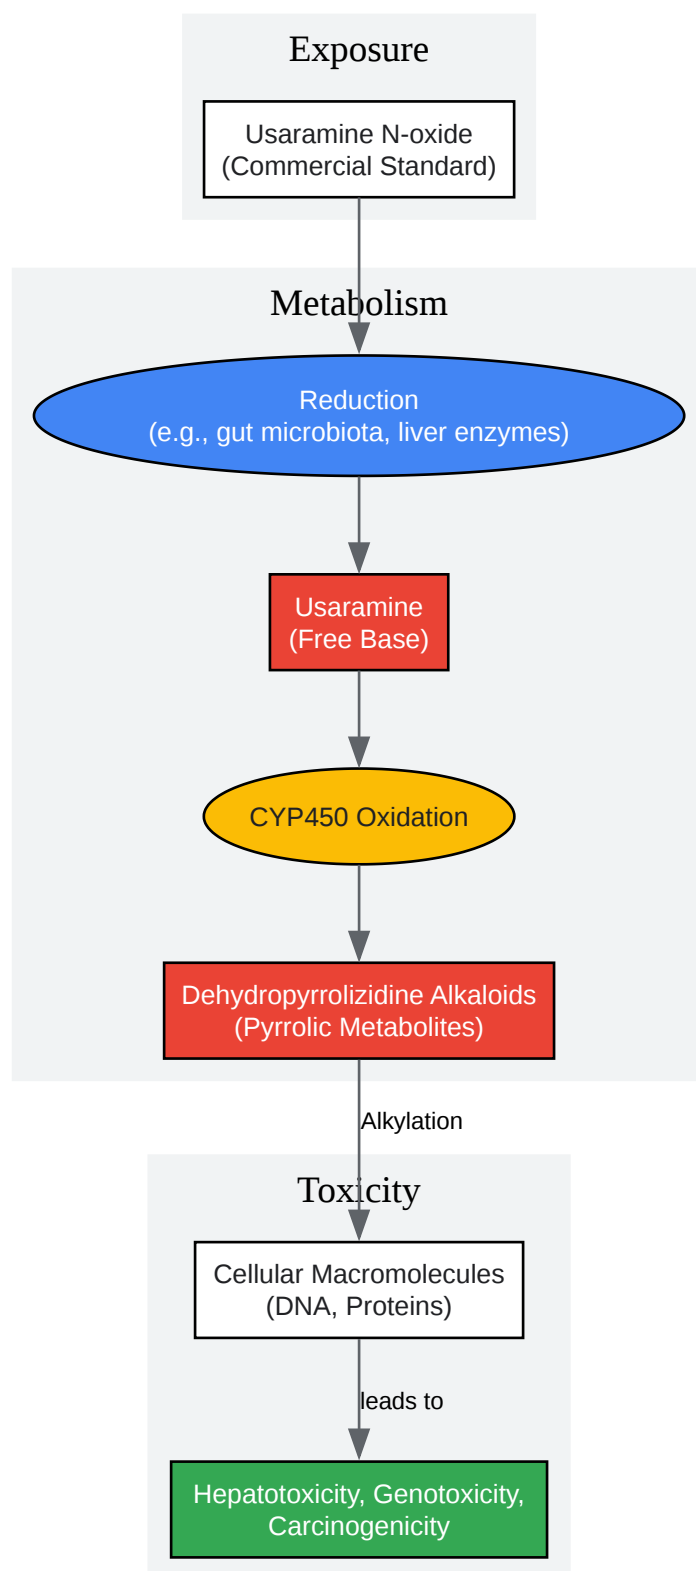 Exposure
Usaramine N-oxide
(Commercial Standard)
Metabolism
Reduction
(e.g., gut microbiota, liver enzymes)
Usaramine
(Free Base)
CYP450 Oxidation
Dehydropyrrolizidine Alkaloids
(Pyrrolic Metabolites)
Alkylation
Toxicity
Cellular Macromolecules
(DNA, Proteins)
leads to
Hepatotoxicity, Genotoxicity,
Carcinogenicity